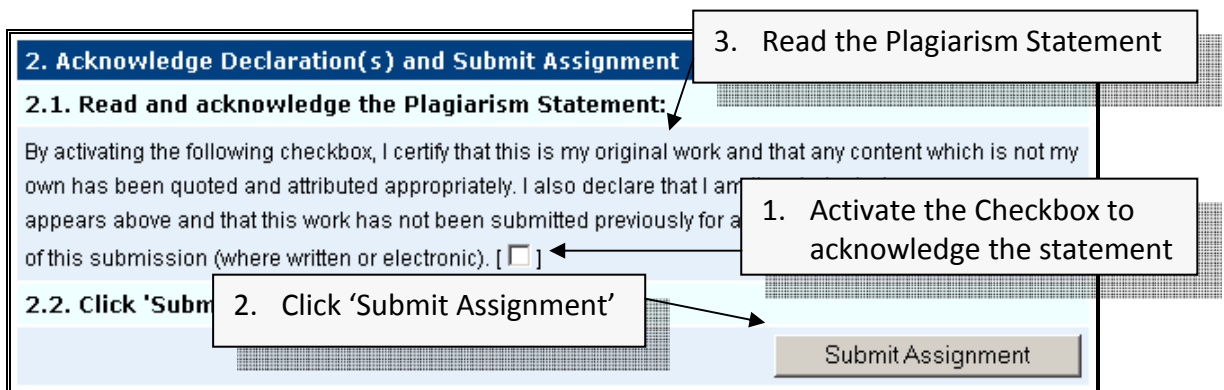 3. Read the Plagiarism Statement
2. Acknowledge Declaration(s) and Submit Assignment
2.1. Read and acknowledge the Plagiarism Statement:
By activating the following checkbox, I certify that this is my original work and that any content which is not my
own has been quoted and attributed appropriately. I also declare that I am
appears above and that this work has not been submitted previously for a
1. Activate the Checkbox to
acknowledge the statement
of this submission (where written or electronic). [ ]
2.2. Click 'Subm
2. Click ‘Submit Assignment’
Submit Assignment